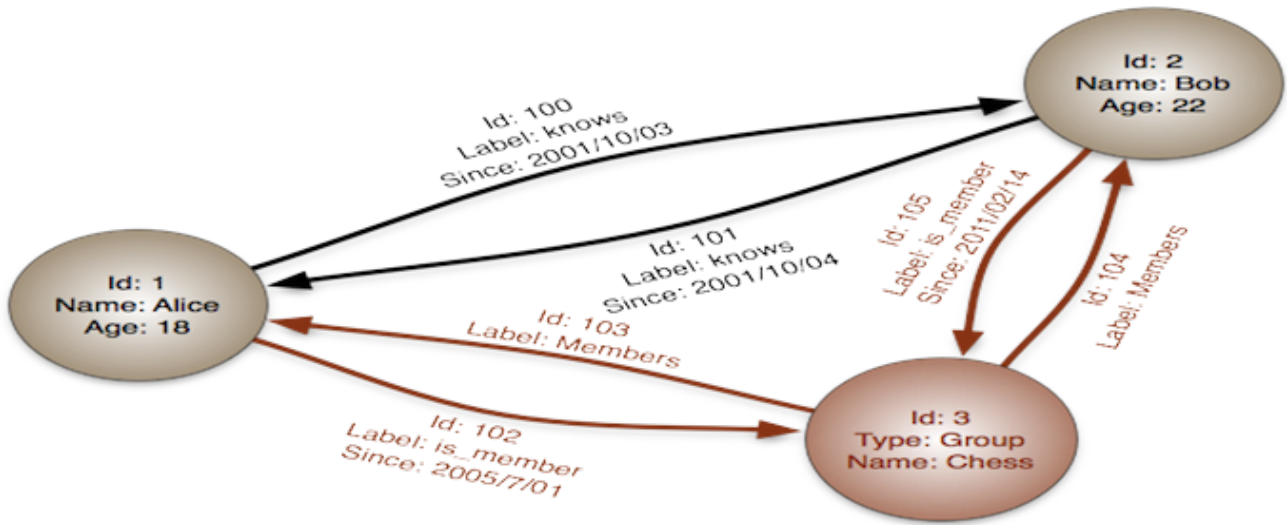 Id: 2
Name: Bob
Age: 22
Id: 100
Label: knows
Since: 2001/10/03
Id: 101
Label: knows
Since: 2001/10/04
Id: 105
Label: is_member
Since: 2011/02/14
Id: 104
Label: Members
Id: 1
Name: Alice
Age: 18
Id: 103
Label: Members
Id: 102
Label: is_member
Since: 2005/7/01
Id: 3
Type: Group
Name: Chess